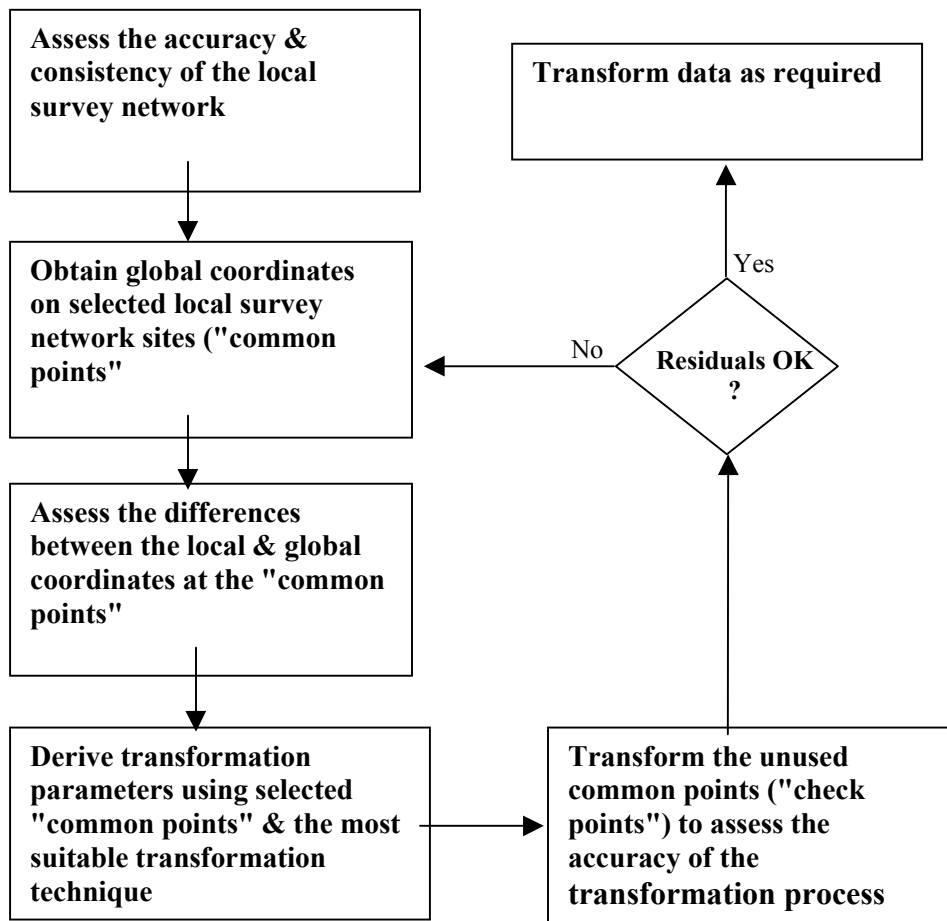 Assess the accuracy &
consistency of the local
survey network
Obtain global coordinates
on selected local survey
network sites ("common
points"
Assess the differences
between the local & global
coordinates at the "common
points"
Derive transformation
parameters using selected
"common points" & the most
suitable transformation
technique
Transform the unused
common points ("check
points") to assess the
accuracy of the
transformation process
Residuals OK
?
No
Yes
Transform data as required